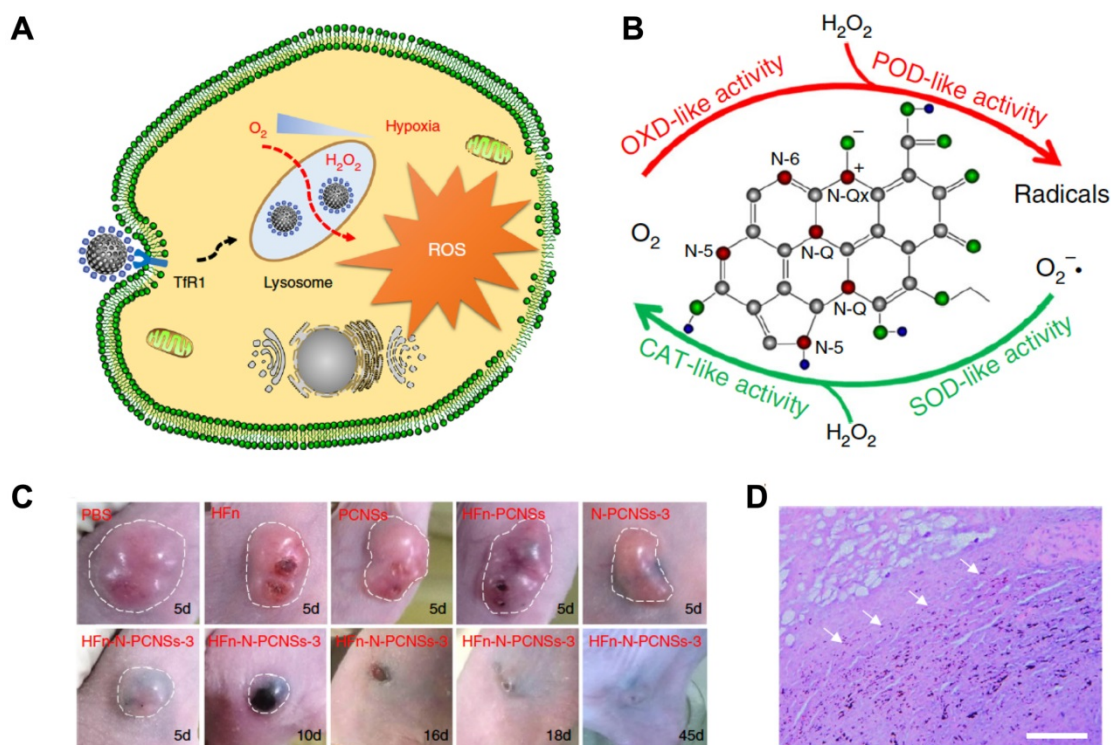 A
O2
Hypoxia
H2O2
TfR1
Lysosome
ROS
B
H2O2
OXD-like activity
POD-like activity
N-6
−
+
N-Qx
Radicals
O2
N-5
N-Q
O2−•
N-Q
N-5
CAT-like activity
SOD-like activity
H2O2
C
PBS
5d
HFn
5d
PCNSs
5d
HFn-PCNSs
5d
N-PCNSs-3
5d
HFn-N-PCNSs-3
5d
HFn-N-PCNSs-3
10d
HFn-N-PCNSs-3
16d
HFn-N-PCNSs-3
18d
HFn-N-PCNSs-3
45d
D